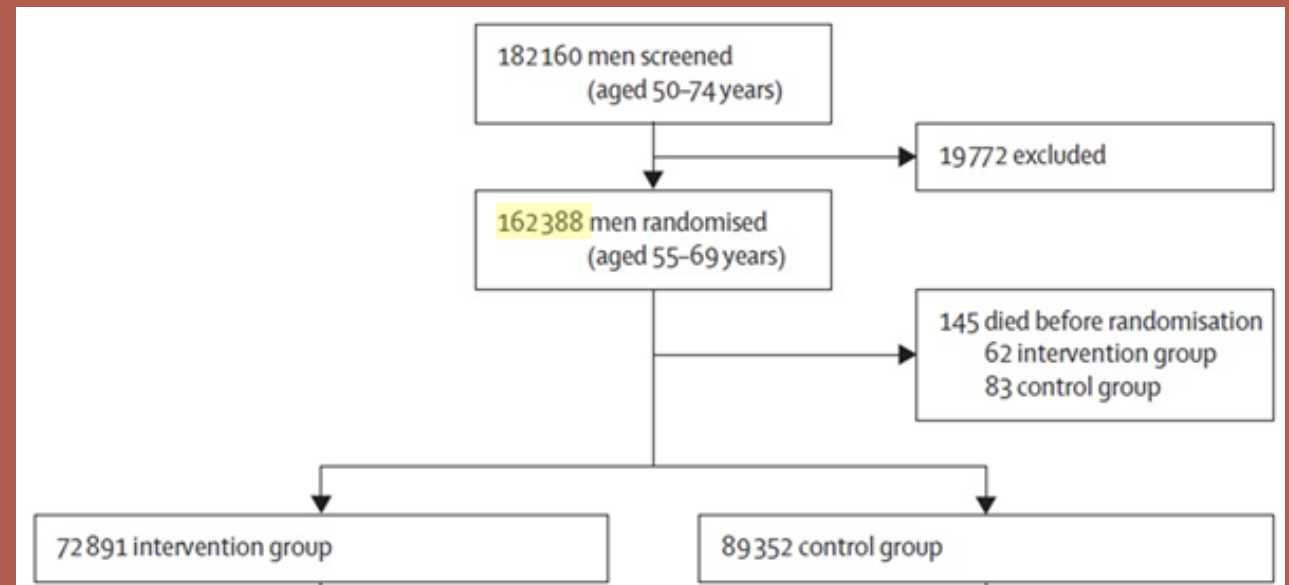 182160 men screened
(aged 50–74 years)
19772 excluded
162388 men randomised
(aged 55–69 years)
145 died before randomisation
62 intervention group
83 control group
72891 intervention group
89352 control group